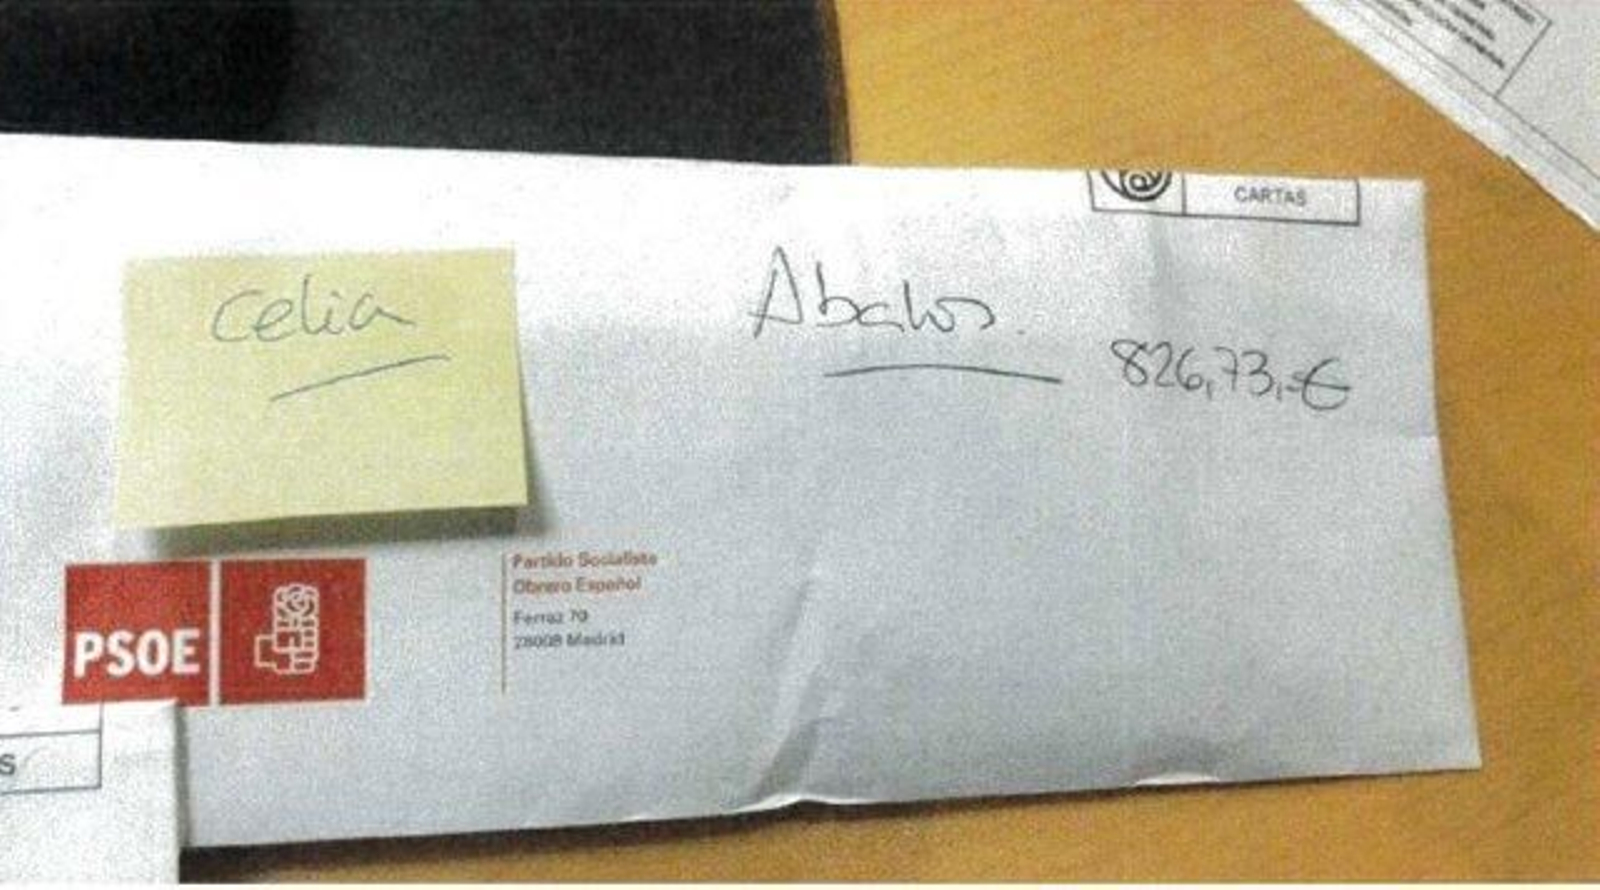 CARTAS
Celia
Abalos.
826,73,-€
PSOE
Partido Socialista
Obrero Español
Ferraz 70
28008 Madrid
S